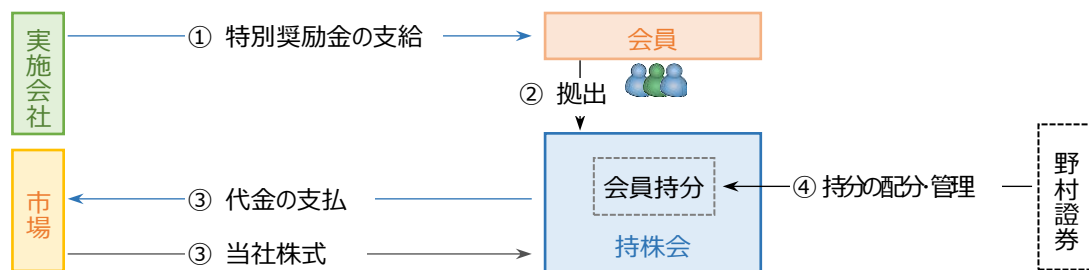 実施会社
① 特別奨励金の支給
会員
② 拠出
市場
③ 代金の支払
③ 当社株式
会員持分
持株会
④ 持分の配分・管理
野村證券